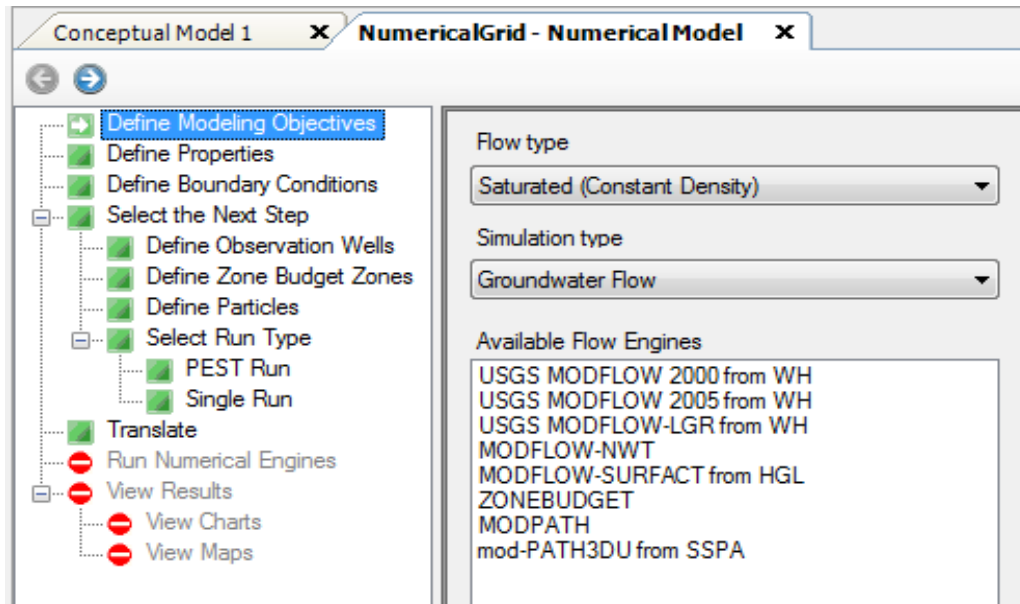 Conceptual Model 1
NumericalGrid - Numerical Model
Define Modeling Objectives
Define Properties
Define Boundary Conditions
Select the Next Step
Define Observation Wells
Define Zone Budget Zones
Define Particles
Select Run Type
PEST Run
Single Run
Translate
Run Numerical Engines
View Results
View Charts
View Maps
Flow type
Saturated (Constant Density)
Simulation type
Groundwater Flow
Available Flow Engines
USGS MODFLOW 2000 from WH
USGS MODFLOW 2005 from WH
USGS MODFLOW-LGR from WH
MODFLOW-NWT
MODFLOW-SURFACT from HGL
ZONEBUDGET
MODPATH
mod-PATH3DU from SSPA